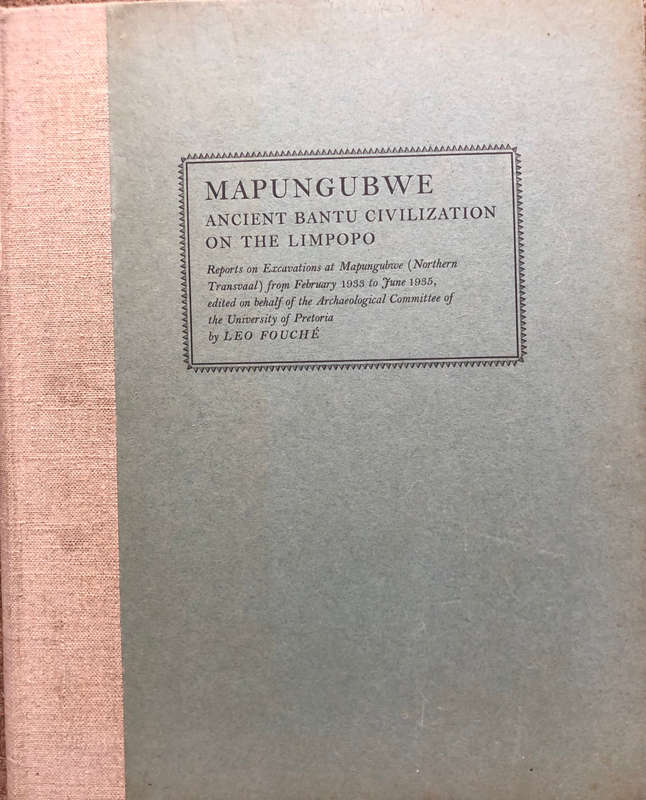 MAPUNGUBWE
ANCIENT BANTU CIVILIZATION
ON THE LIMPOPO
Reports on Excavations at Mapungubwe (Northern
Transvaal) from February 1933 to June 1935,
edited on behalf of the Archaeological Committee of
the University of Pretoria
by LEO FOUCHÉ